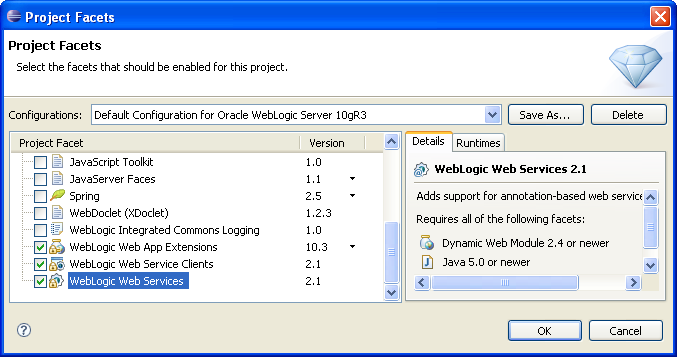 Project Facets
Project Facets
Select the facets that should be enabled for this project.
Configurations: Default Configuration for Oracle WebLogic Server 10gR3 Save As... Delete
Project Facet Version
JavaScript Toolkit 1.0
JavaServer Faces 1.1
Spring 2.5
WebDoclet (XDoclet) 1.2.3
WebLogic Integrated Commons Logging 1.0
WebLogic Web App Extensions 10.3
WebLogic Web Service Clients 2.1
WebLogic Web Services 2.1
Details Runtimes
WebLogic Web Services 2.1
Adds support for annotation-based web service
Requires all of the following facets:
Dynamic Web Module 2.4 or newer
J Java 5.0 or newer
? OK Cancel